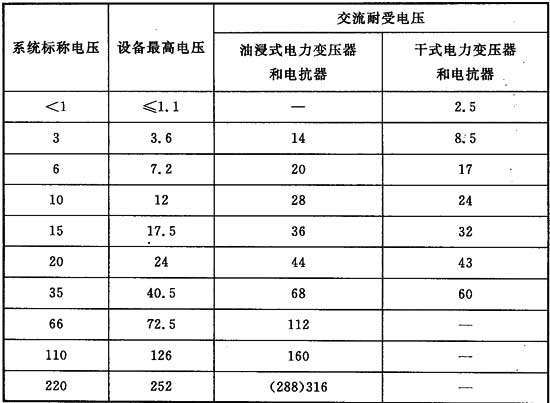 系统标称电压 设备最高电压 交流耐受电压
油浸式电力变压器和电抗器 干式电力变压器和电抗器
<1 ≤1.1 — 2.5
3 3.6 14 8.5
6 7.2 20 17
10 12 28 24
15 17.5 36 32
20 24 44 43
35 40.5 68 60
66 72.5 112 —
110 126 160 —
220 252 (288)316 —